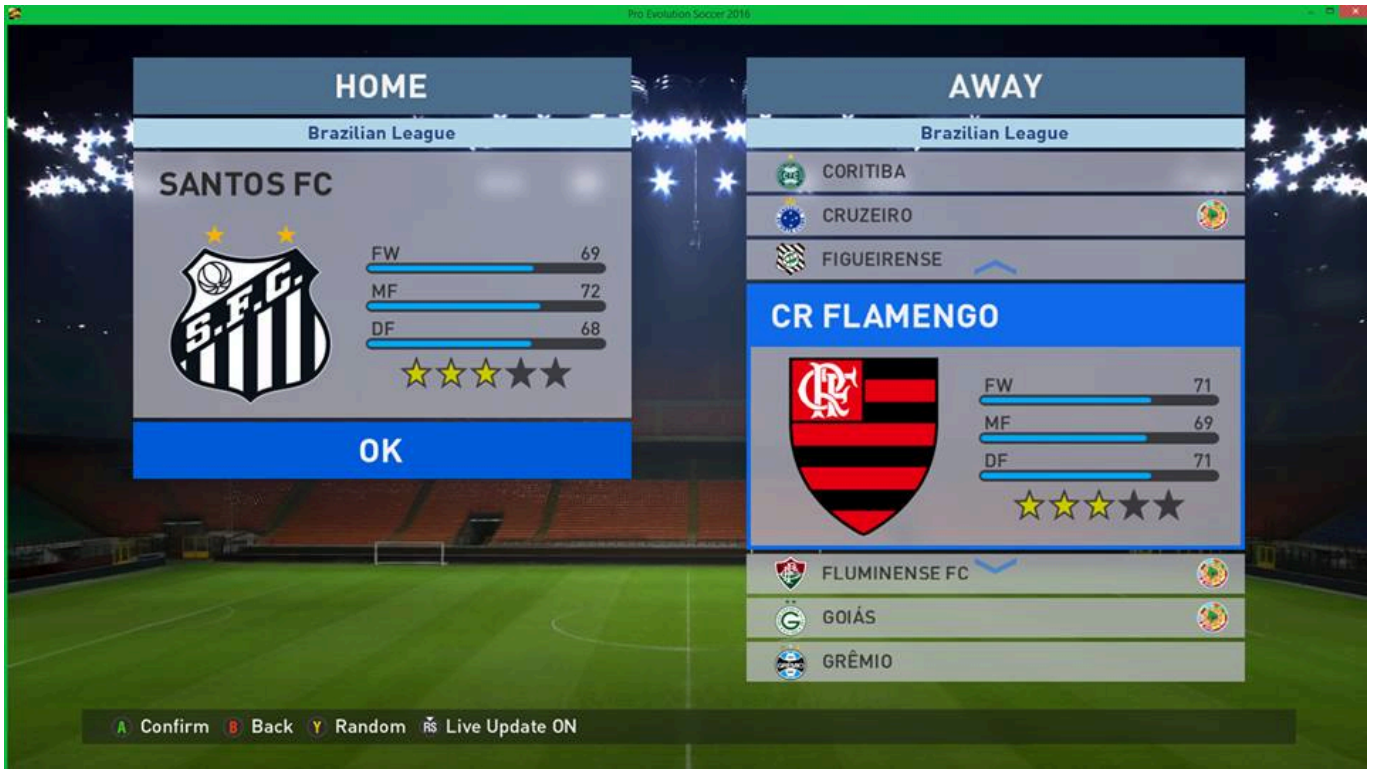 Pro Evolution Soccer 2016
HOME
Brazilian League
SANTOS FC
S.F.C.
FW 69
MF 72
DF 68
OK
AWAY
Brazilian League
CORITIBA
CRUZEIRO
FIGUEIRENSE
CR FLAMENGO
CRF
FW 71
MF 69
DF 71
FLUMINENSE FC
GOIÁS
GRÊMIO
A Confirm B Back Y Random RS Live Update ON